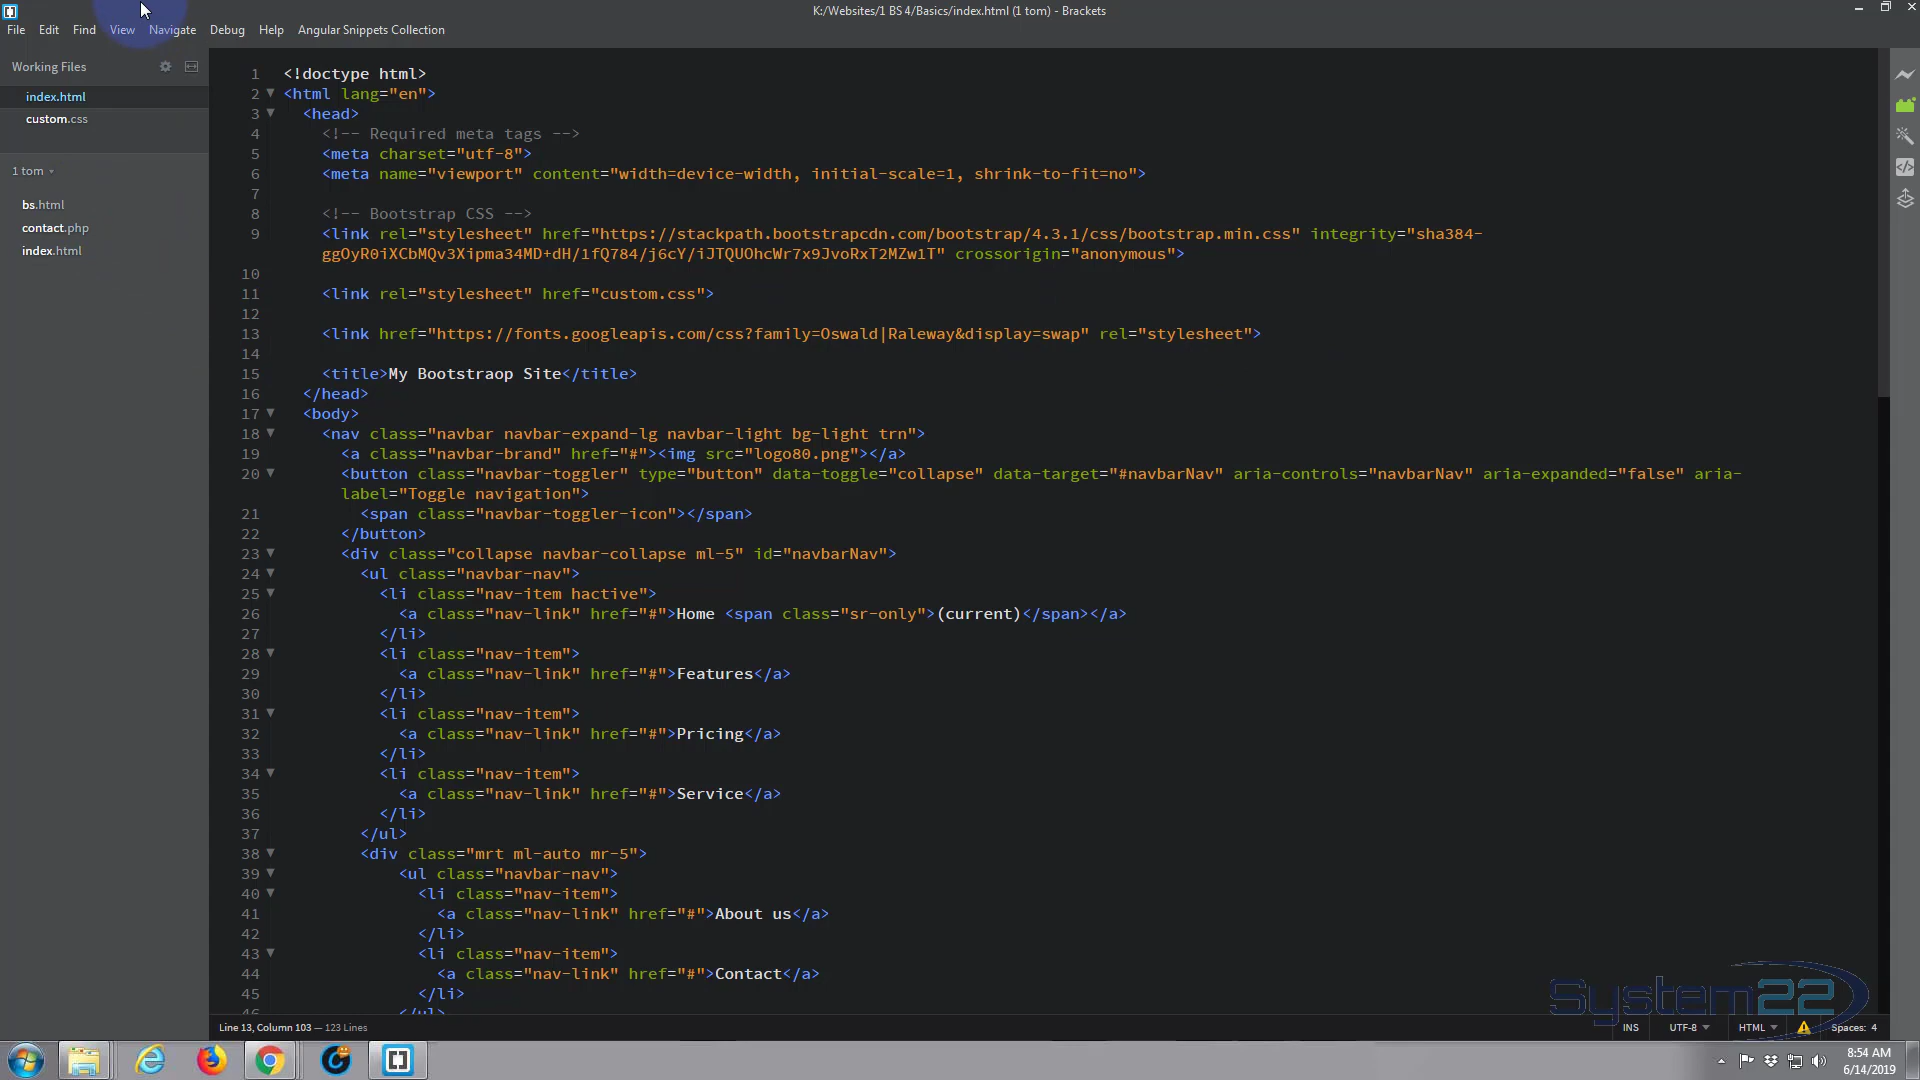 K:/Websites/1 BS 4/Basics/index.html (1 tom) - Brackets
File Edit Find View Navigate Debug Help Angular Snippets Collection
Working Files
index.html
custom.css
1 tom
bs.html
contact.php
index.html
1 <!doctype html>
2 <html lang="en">
3 <head>
4 <!-- Required meta tags -->
5 <meta charset="utf-8">
6 <meta name="viewport" content="width=device-width, initial-scale=1, shrink-to-fit=no">
7
8 <!-- Bootstrap CSS -->
9 <link rel="stylesheet" href="https://stackpath.bootstrapcdn.com/bootstrap/4.3.1/css/bootstrap.min.css" integrity="sha384-
ggOyR0iXCbMQv3Xipma34MD+dH/1fQ784/j6cY/iJTQUOhcWr7x9JvoRxT2MZw1T" crossorigin="anonymous">
10
11 <link rel="stylesheet" href="custom.css">
12
13 <link href="https://fonts.googleapis.com/css?family=Oswald|Raleway&display=swap" rel="stylesheet">
14
15 <title>My Bootstraop Site</title>
16 </head>
17 <body>
18 <nav class="navbar navbar-expand-lg navbar-light bg-light trn">
19 <a class="navbar-brand" href="#"><img src="logo80.png"></a>
20 <button class="navbar-toggler" type="button" data-toggle="collapse" data-target="#navbarNav" aria-controls="navbarNav" aria-expanded="false" aria-
label="Toggle navigation">
21 <span class="navbar-toggler-icon"></span>
22 </button>
23 <div class="collapse navbar-collapse ml-5" id="navbarNav">
24 <ul class="navbar-nav">
25 <li class="nav-item hactive">
26 <a class="nav-link" href="#">Home <span class="sr-only">(current)</span></a>
27 </li>
28 <li class="nav-item">
29 <a class="nav-link" href="#">Features</a>
30 </li>
31 <li class="nav-item">
32 <a class="nav-link" href="#">Pricing</a>
33 </li>
34 <li class="nav-item">
35 <a class="nav-link" href="#">Service</a>
36 </li>
37 </ul>
38 <div class="mrt ml-auto mr-5">
39 <ul class="navbar-nav">
40 <li class="nav-item">
41 <a class="nav-link" href="#">About us</a>
42 </li>
43 <li class="nav-item">
44 <a class="nav-link" href="#">Contact</a>
45 </li>
System22
Line 13, Column 103 — 123 Lines
INS UTF-8 HTML Spaces: 4
8:54 AM
6/14/2019